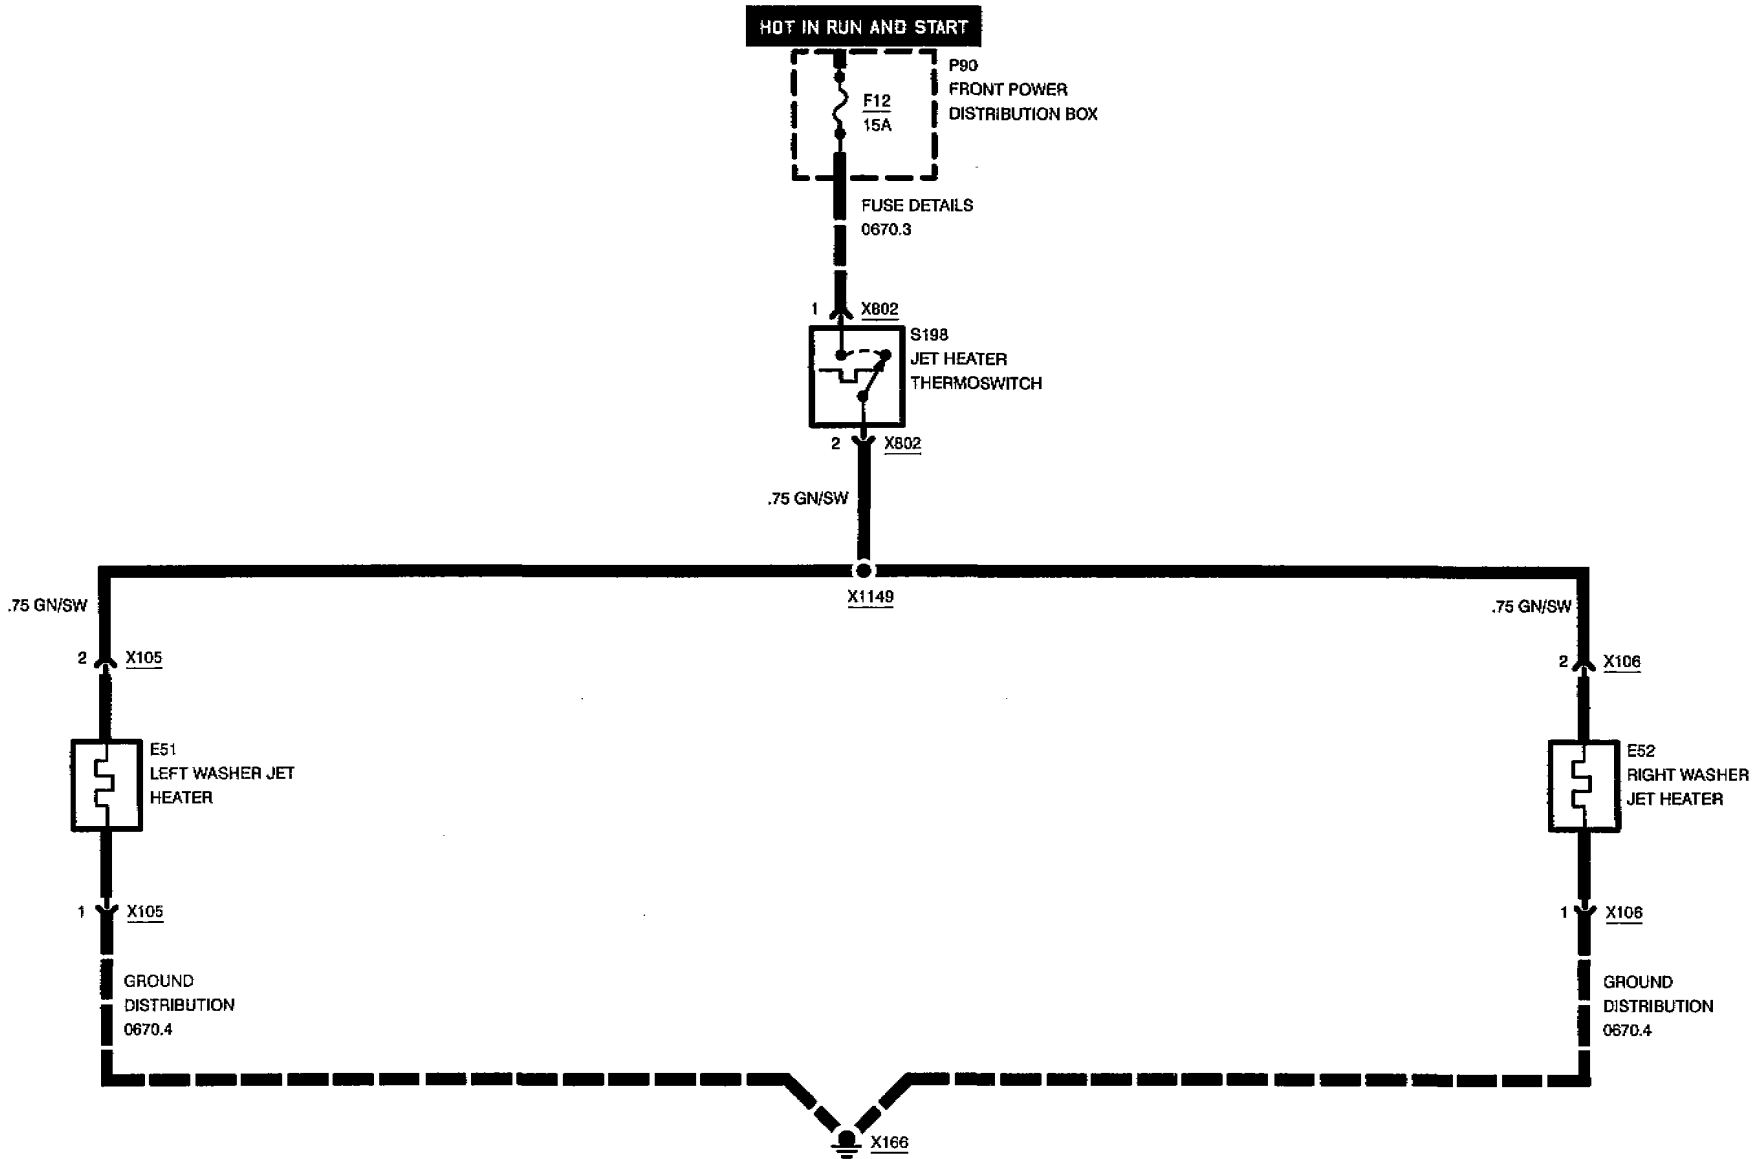 HOT IN RUN AND START
P90
FRONT POWER
DISTRIBUTION BOX
F12
15A
FUSE DETAILS
0670.3
1 X802
S198
JET HEATER
THERMOSWITCH
2 X802
.75 GN/SW
X1149
.75 GN/SW
.75 GN/SW
2 X105
2 X106
E51
LEFT WASHER JET
HEATER
E52
RIGHT WASHER
JET HEATER
1 X105
1 X106
GROUND
DISTRIBUTION
0670.4
GROUND
DISTRIBUTION
0670.4
X166